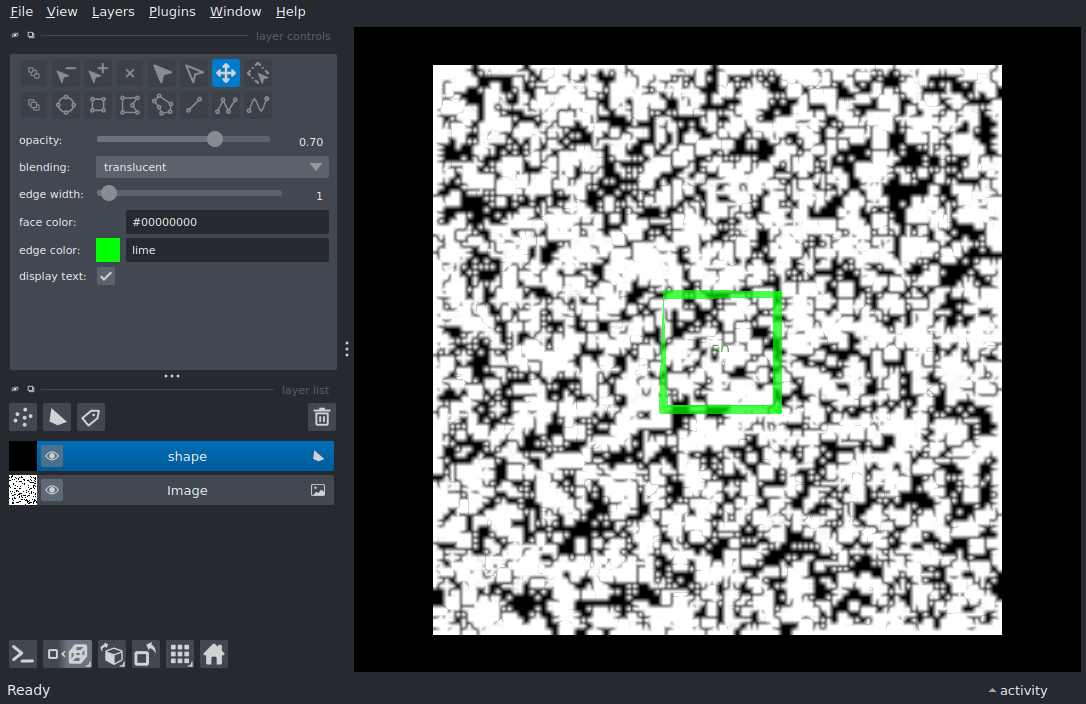 File View Layers Plugins Window Help
layer controls
opacity: 0.70
blending: translucent
edge width: 1
face color: #00000000
edge color: lime
display text:
layer list
shape
Image
Ready
activity